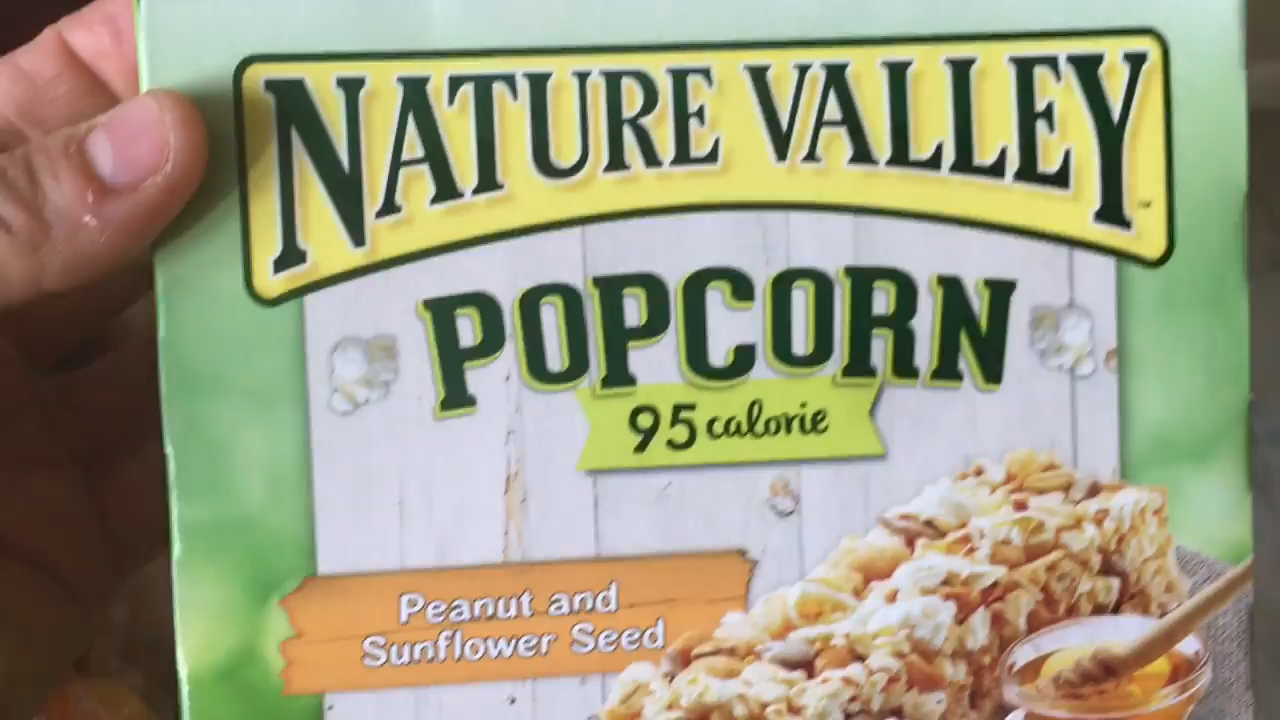 NATURE VALLEY
POPCORN
95 calorie
Peanut and
Sunflower Seed